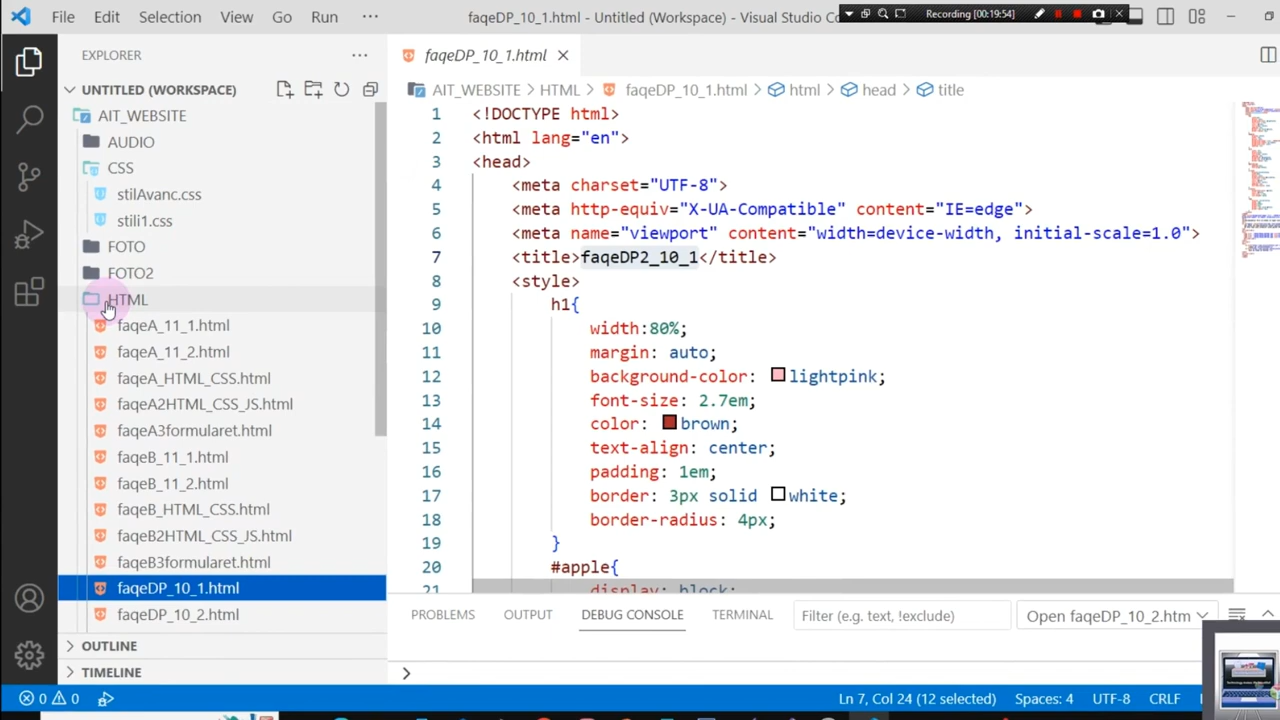 File Edit Selection View Go Run ··· faqeDP_10_1.html - Untitled (Workspace) - Visual Studio Co
Recording [00:19:54]
EXPLORER ···
UNTITLED (WORKSPACE)
AIT_WEBSITE
AUDIO
CSS
stilAvanc.css
stili1.css
FOTO
FOTO2
HTML
faqeA_11_1.html
faqeA_11_2.html
faqeA_HTML_CSS.html
faqeA2HTML_CSS_JS.html
faqeA3formularet.html
faqeB_11_1.html
faqeB_11_2.html
faqeB_HTML_CSS.html
faqeB2HTML_CSS_JS.html
faqeB3formularet.html
faqeDP_10_1.html
faqeDP_10_2.html
OUTLINE
TIMELINE
faqeDP_10_1.html
AIT_WEBSITE > HTML > faqeDP_10_1.html > html > head > title
1 <!DOCTYPE html>
2 <html lang="en">
3 <head>
4 <meta charset="UTF-8">
5 <meta http-equiv="X-UA-Compatible" content="IE=edge">
6 <meta name="viewport" content="width=device-width, initial-scale=1.0">
7 <title>faqeDP2_10_1</title>
8 <style>
9 h1{
10 width:80%;
11 margin: auto;
12 background-color: lightpink;
13 font-size: 2.7em;
14 color: brown;
15 text-align: center;
16 padding: 1em;
17 border: 3px solid white;
18 border-radius: 4px;
19 }
20 #apple{
21 display: block;
PROBLEMS OUTPUT DEBUG CONSOLE TERMINAL Filter (e.g. text, !exclude) Open faqeDP_10_2.htm
0 0 Ln 7, Col 24 (12 selected) Spaces: 4 UTF-8 CRLF